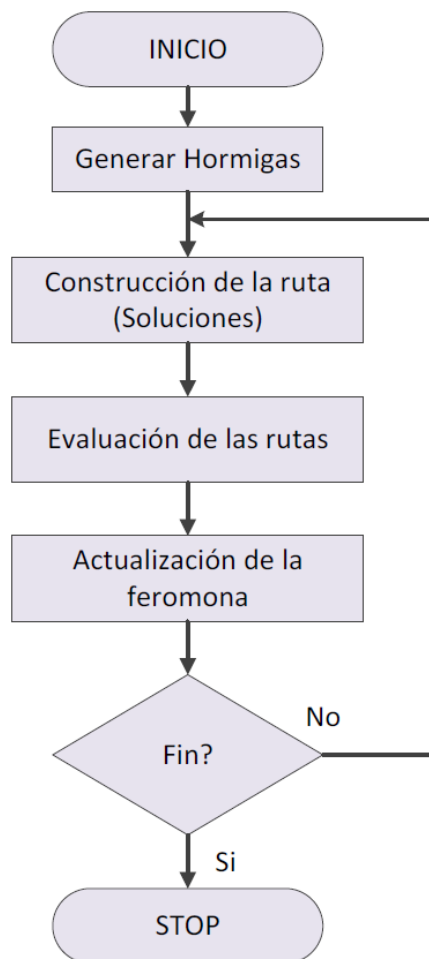 INICIO
Generar Hormigas
Construcción de la ruta
(Soluciones)
Evaluación de las rutas
Actualización de la
feromona
No
Fin?
Si
STOP